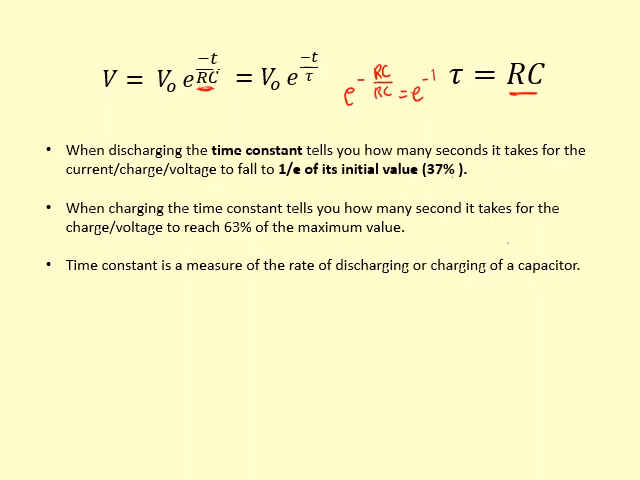 V = V₀ e^(-t/RC) = V₀ e^(-t/τ)   e^(-RC/RC) = e^(-1)   τ = RC
• When discharging the time constant tells you how many seconds it takes for the
current/charge/voltage to fall to 1/e of its initial value (37% ).
• When charging the time constant tells you how many second it takes for the
charge/voltage to reach 63% of the maximum value.
• Time constant is a measure of the rate of discharging or charging of a capacitor.